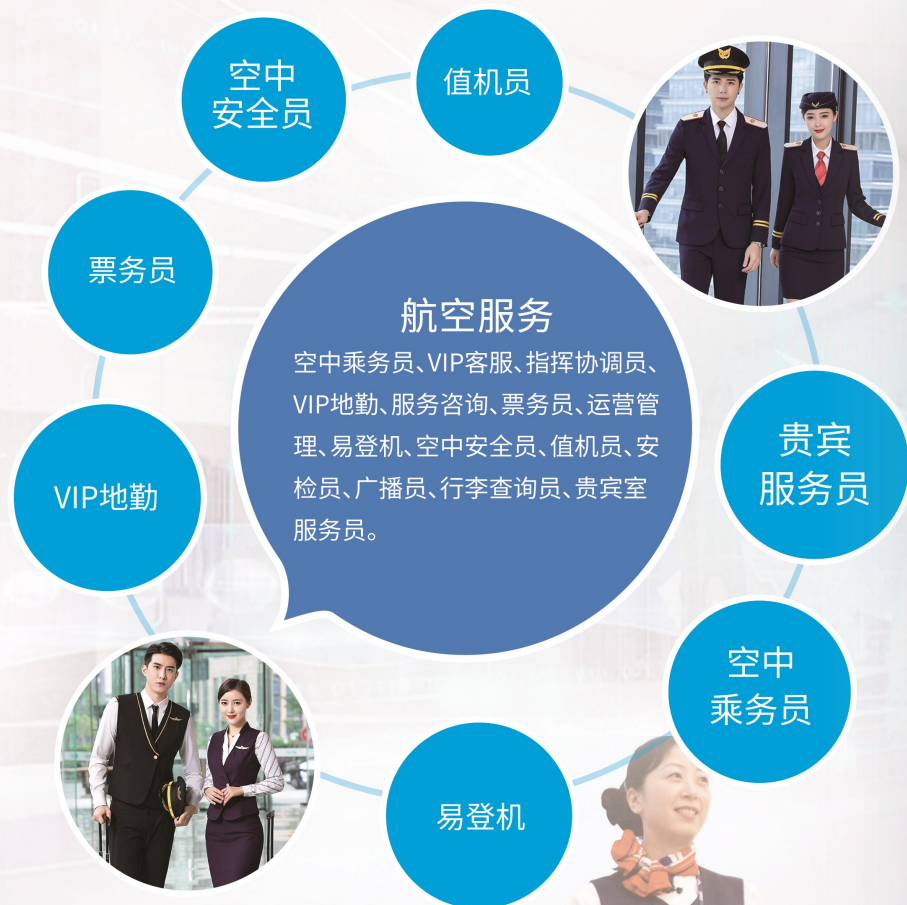 空中
安全员
值机员
票务员
航空服务
空中乘务员、VIP客服、指挥协调员、
VIP地勤、服务咨询、票务员、运营管
理、易登机、空中安全员、值机员、安
检员、广播员、行李查询员、贵宾室
服务员。
VIP地勤
贵宾
服务员
空中
乘务员
易登机